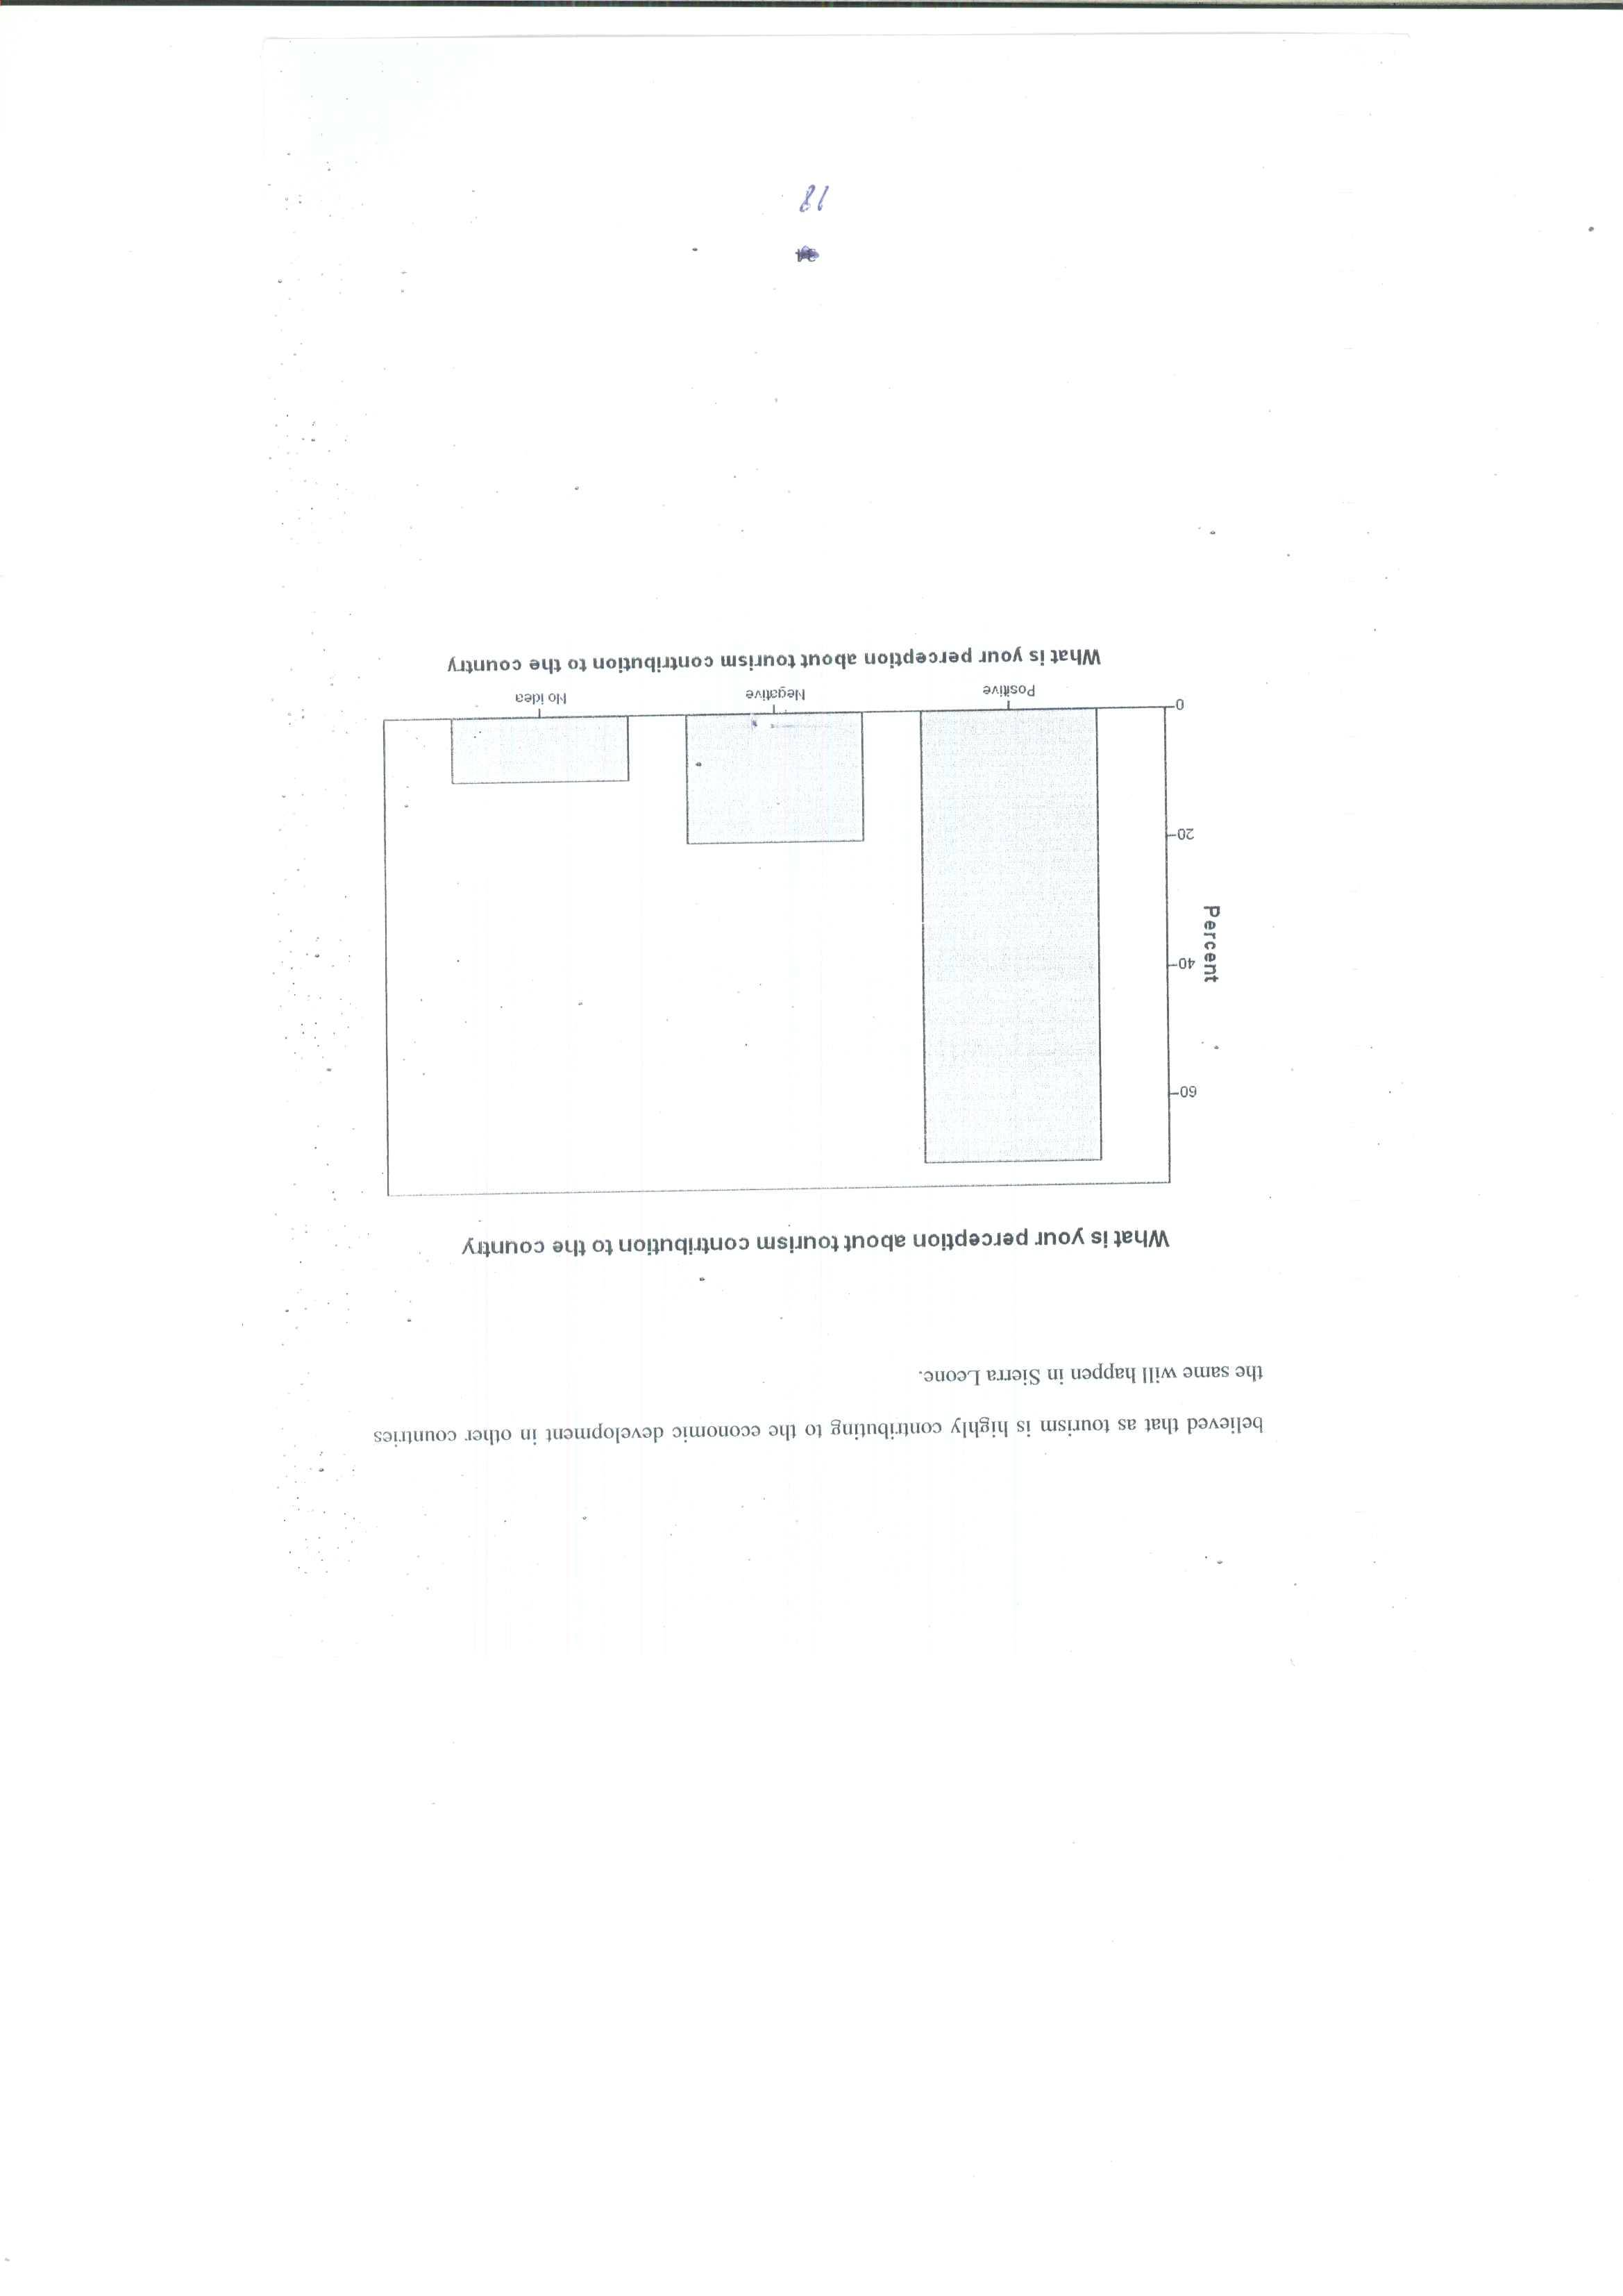 believed that as tourism is highly contributing to the economic development in other countries
the same will happen in Sierra Leone.
What is your perception about tourism contribution to the country
Percent
60
40
20
0
Positive
Negative
No idea
What is your perception about tourism contribution to the country
18